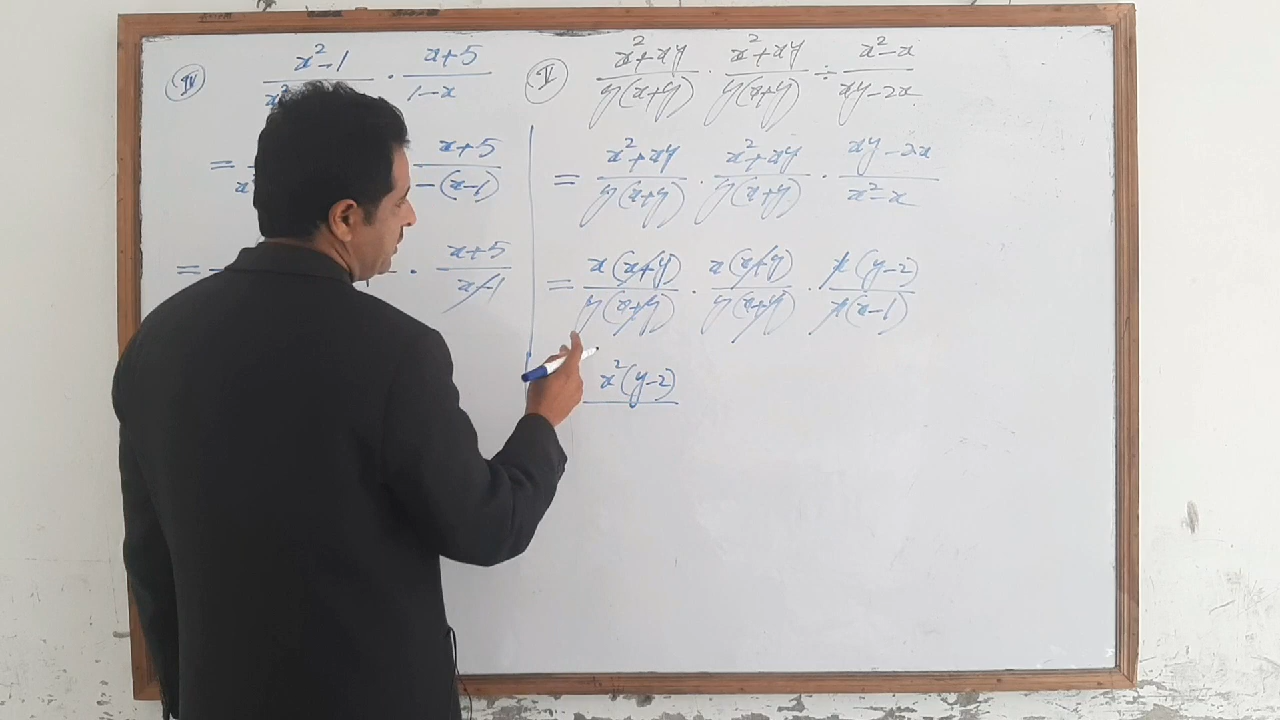 IV x²-1 / x² · x+5 / 1-x
= x+5 / -(x-1)
= · x+5 / x-1
V x²+xy / y(x+y) · x²+xy / y(x+y) ÷ x²-x / xy-2x
= x²+xy / y(x+y) · x²+xy / y(x+y) · xy-2x / x²-x
= x(x+y) / y(x+y) · x(x+y) / y(x+y) · x(y-2) / x(x-1)
x²(y-2)